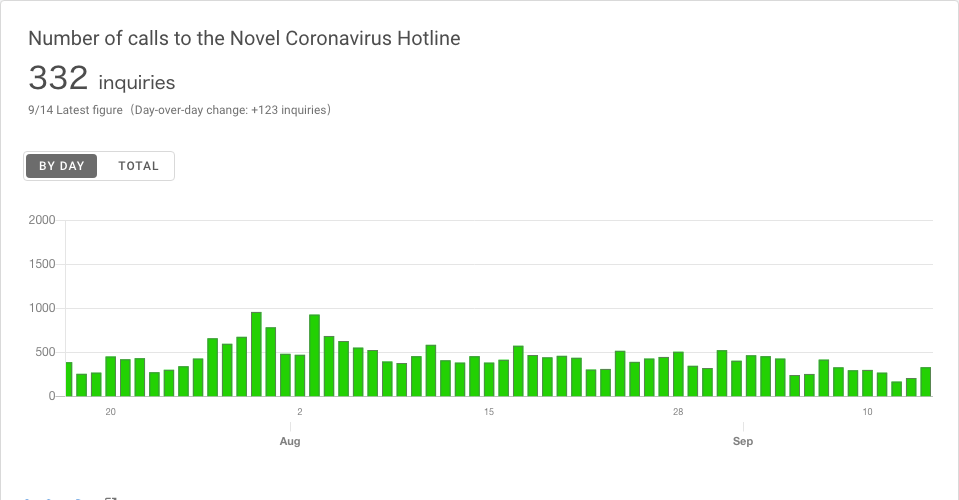 Number of calls to the Novel Coronavirus Hotline
332 inquiries
9/14 Latest figure（Day-over-day change: +123 inquiries）
BY DAY TOTAL
2000
1500
1000
500
0
20 2 15 28 10
Aug Sep